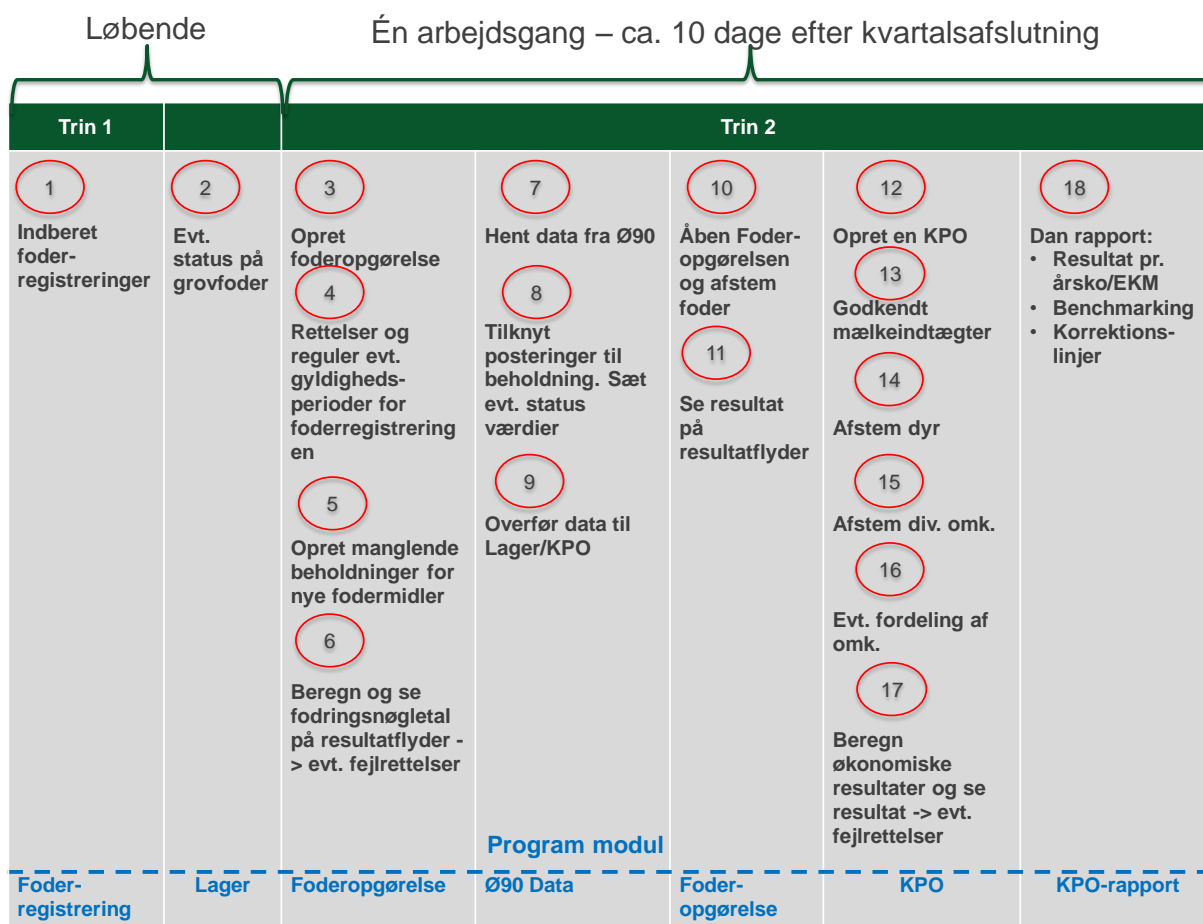 Løbende
Én arbejdsgang – ca. 10 dage efter kvartalsafslutning
Trin 1
Trin 2
1
Indberet
foder-
registreringer
2
Evt.
status på
grovfoder
3
Opret
foderopgørelse
4
Rettelser og
reguler evt.
gyldigheds-
perioder for
foderregistrering
en
5
Opret manglende
beholdninger for
nye fodermidler
6
Beregn og se
fodringsnøgletal
på resultatflyder -
> evt. fejlrettelser
7
Hent data fra Ø90
8
Tilknyt
posteringer til
beholdning. Sæt
evt. status
værdier
9
Overfør data til
Lager/KPO
10
Åben Foder-
opgørelsen
og afstem
foder
11
Se resultat
på
resultatflyder
12
Opret en KPO
13
Godkendt
mælkeindtægter
14
Afstem dyr
15
Afstem div. omk.
16
Evt. fordeling af
omk.
17
Beregn
økonomiske
resultater og se
resultat -> evt.
fejlrettelser
18
Dan rapport:
• Resultat pr.
årsko/EKM
• Benchmarking
• Korrektions-
linjer
Program modul
Foder-
registrering
Lager
Foderopgørelse
Ø90 Data
Foder-
opgørelse
KPO
KPO-rapport